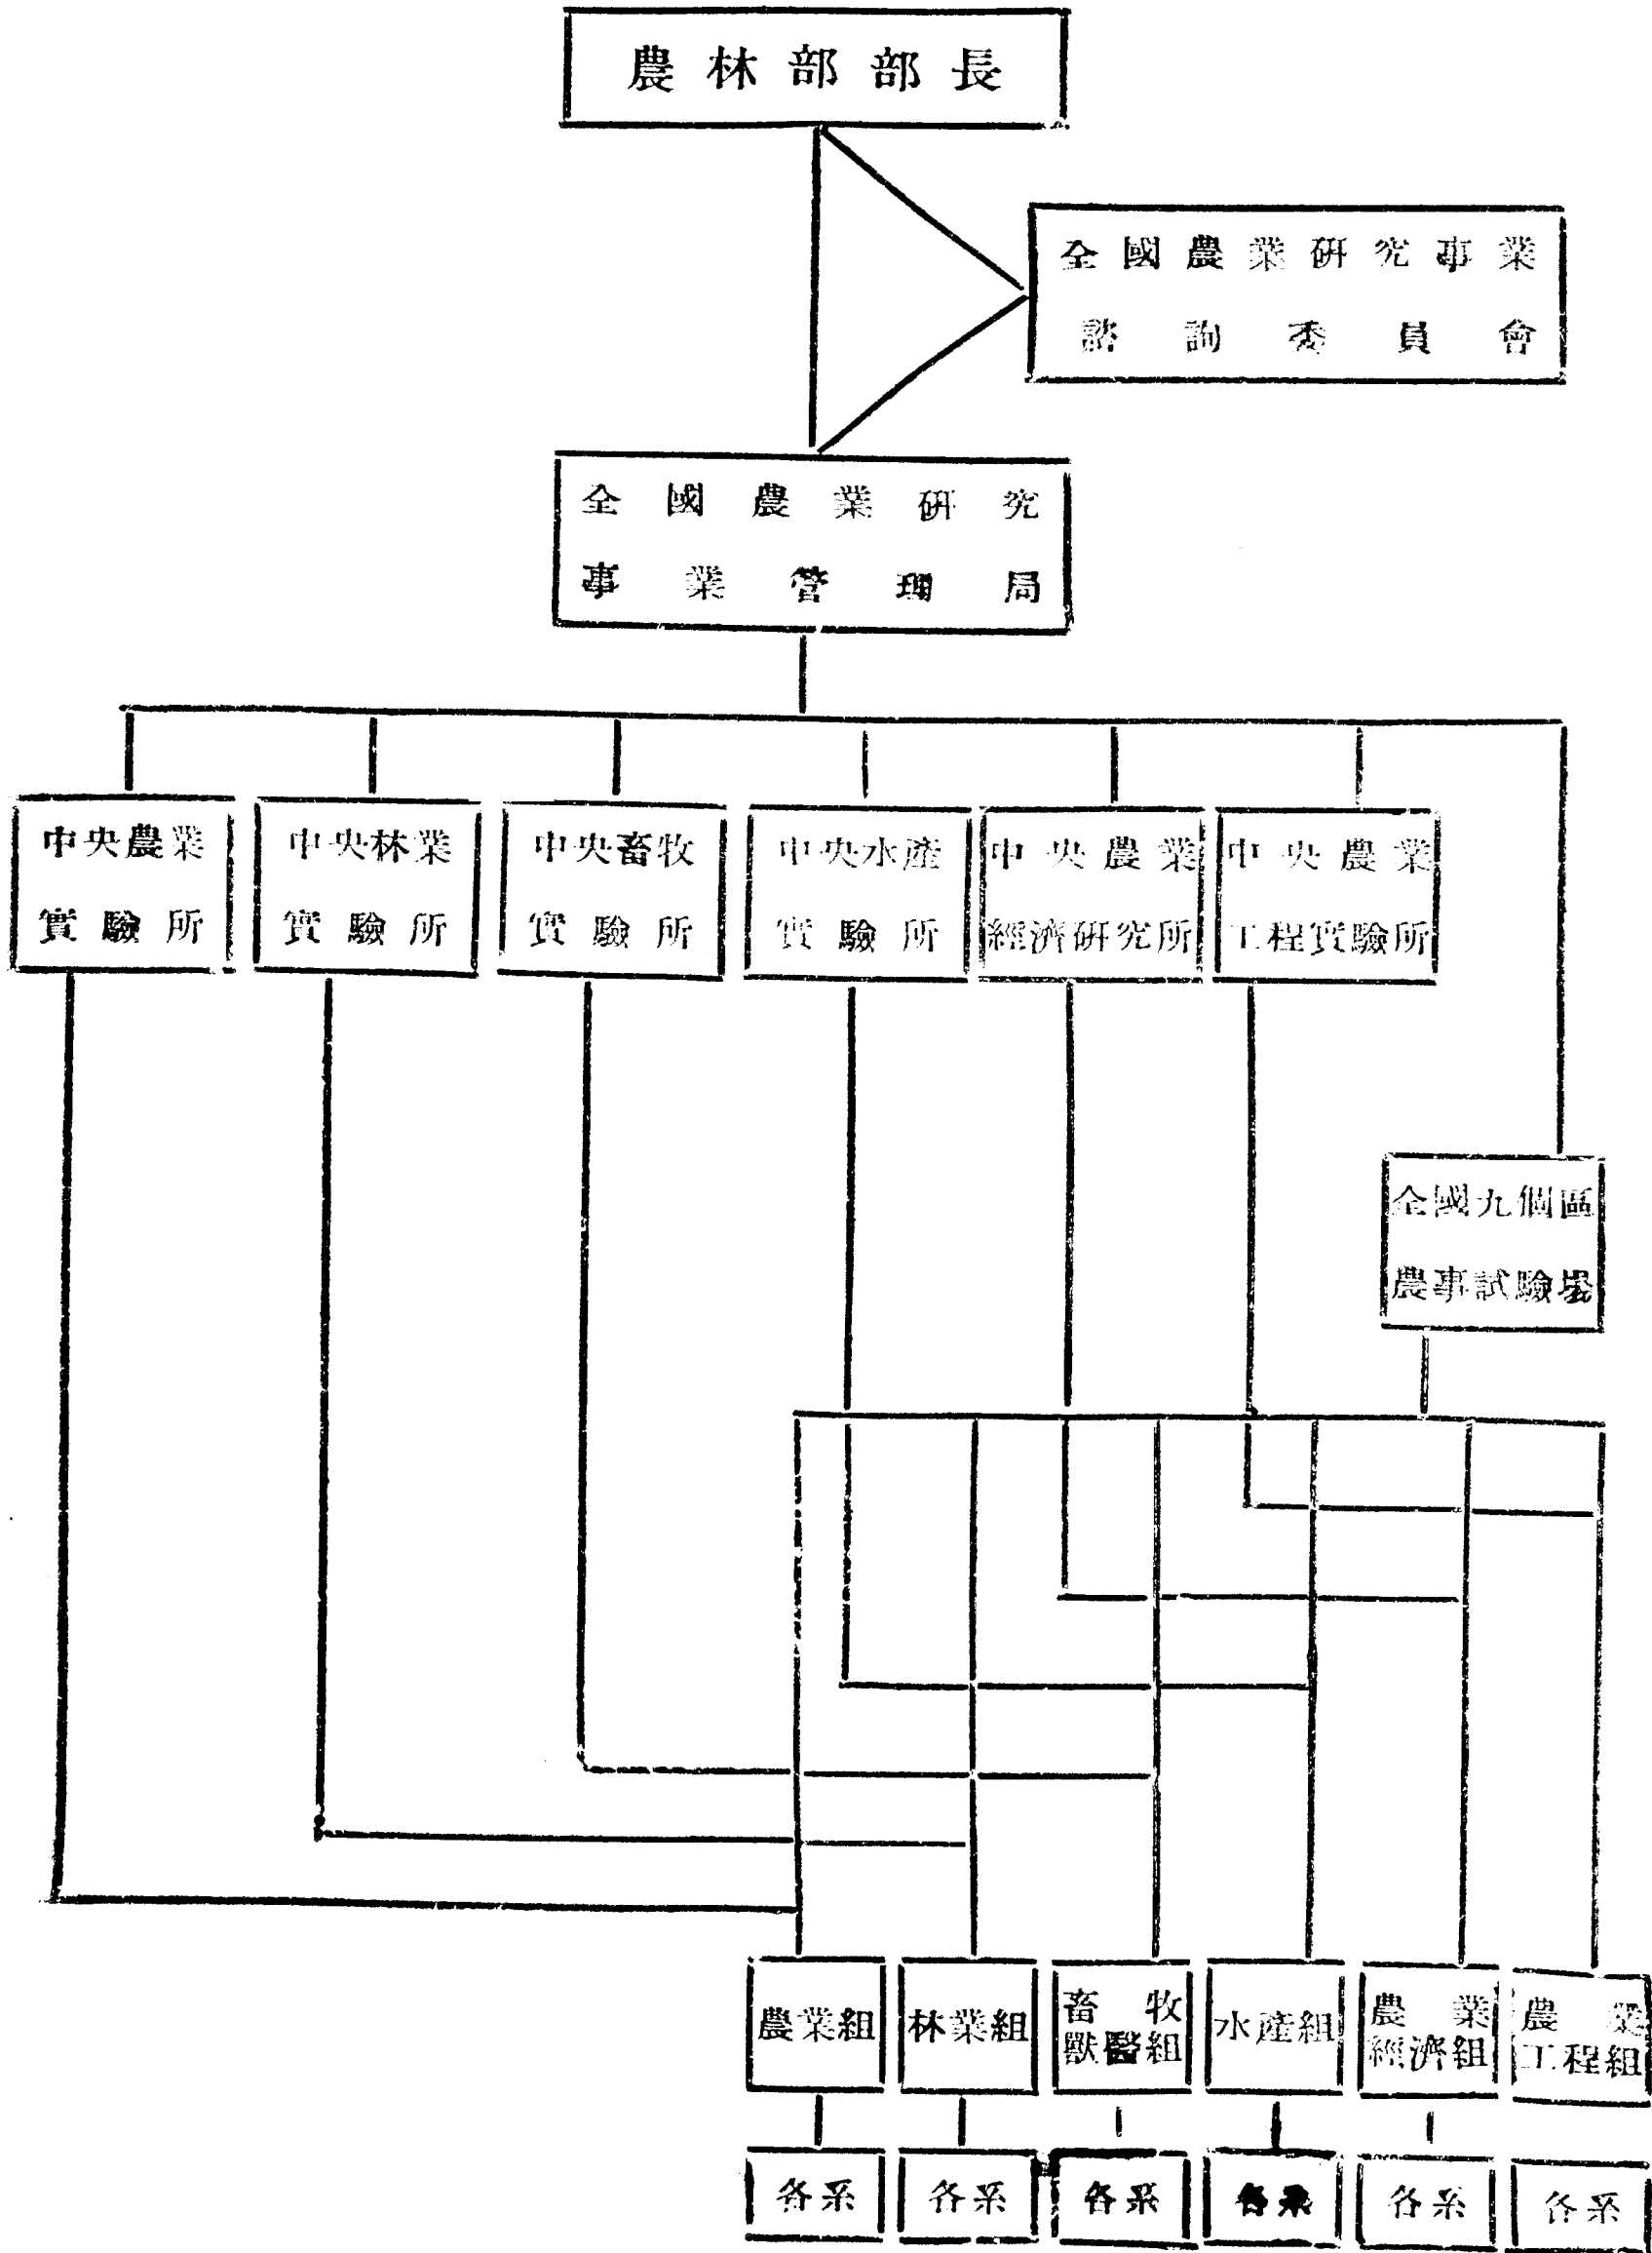 農林部部長
全國農業研究事業
諮詢委員會
全國農業研究
事業管理局
中央農業
實驗所
中央林業
實驗所
中央畜牧
實驗所
中央水產
實驗所
中央農業
經濟研究所
中央農業
工程實驗所
全國九個區
農事試驗場
農業組
林業組
畜牧
獸醫組
水產組
農業
經濟組
農業
工程組
各系
各系
各系
各系
各系
各系